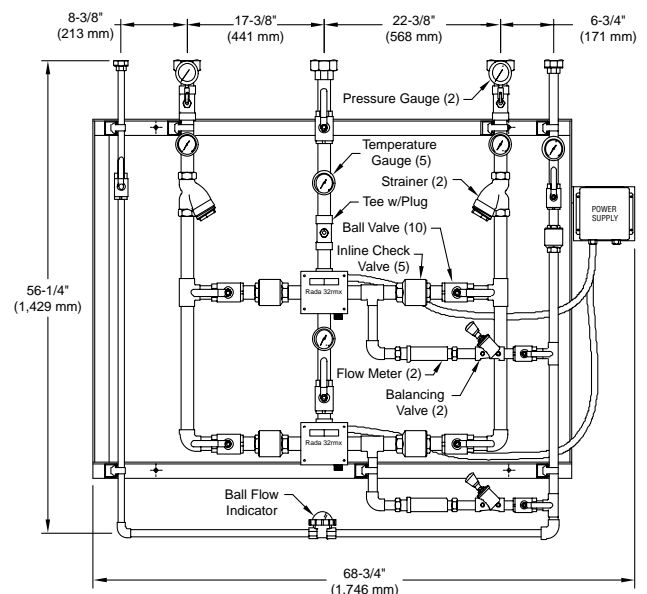 8-3/8" 17-3/8" 22-3/8" 6-3/4"
(213 mm) (441 mm) (568 mm) (171 mm)
Pressure Gauge (2)
Temperature
Gauge (5)
Strainer (2)
Tee w/Plug
Ball Valve (10)
Inline Check
Valve (5)
POWER
SUPPLY
56-1/4"
(1,429 mm)
Rada 32rmx
Flow Meter (2)
Balancing
Valve (2)
Rada 32rmx
Ball Flow
Indicator
68-3/4"
(1,746 mm)